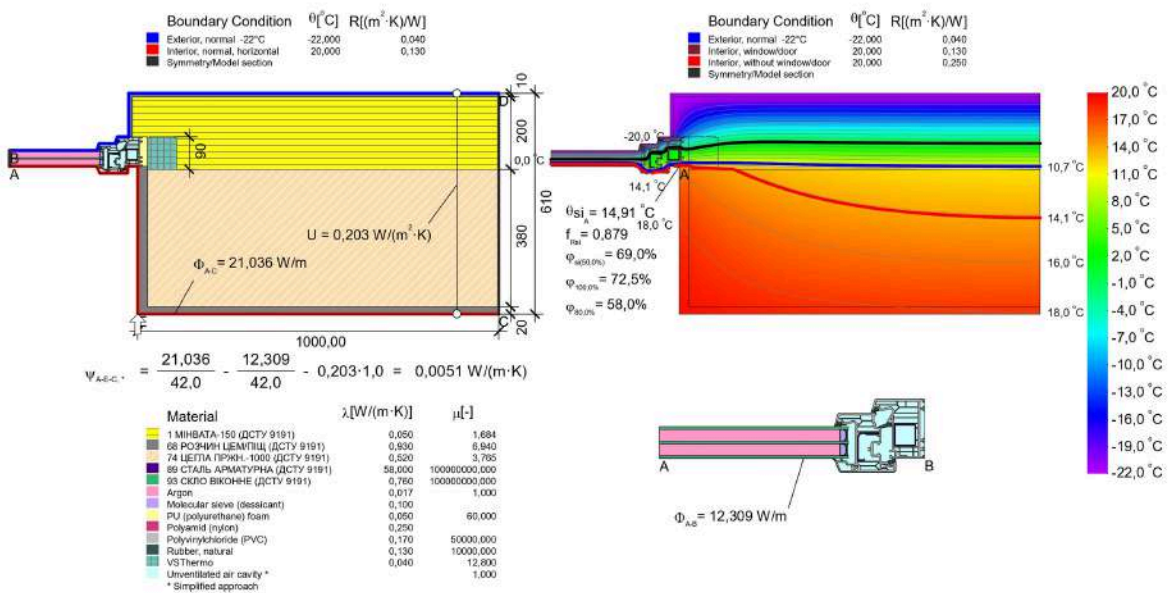 Boundary Condition θ[°C] R[(m²·K)/W]
Exterior, normal -22°C -22,000 0,040
Interior, normal, horizontal 20,000 0,130
Symmetry/Model section
D
B
A
90
0,0 °C
10
200
610
380
20
U = 0,203 W/(m²·K)
ΦA-C = 21,036 W/m
E
C
1000,00
ψA-E-C, * = 21,036 / 42,0 - 12,309 / 42,0 - 0,203·1,0 = 0,0051 W/(m·K)
Material λ[W/(m·K)] μ[-]
1 МІНВАТА-150 (ДСТУ 9191) 0,050 1,684
68 РОЗЧИН ЦЕМ/ПІЩ (ДСТУ 9191) 0,930 6,940
74 ЦЕГЛА ПРЖН.-1000 (ДСТУ 9191) 0,520 3,765
89 СТАЛЬ АРМАТУРНА (ДСТУ 9191) 58,000 100000000,000
93 СКЛО ВІКОННЕ (ДСТУ 9191) 0,760 100000000,000
Argon 0,017 1,000
Molecular sieve (dessicant) 0,100
PU (polyurethane) foam 0,050 60,000
Polyamid (nylon) 0,250
Polyvinylchloride (PVC) 0,170 50000,000
Rubber, natural 0,130 10000,000
VSThermo 0,040 12,800
Unventilated air cavity * 1,000
* Simplified approach
Boundary Condition θ[°C] R[(m²·K)/W]
Exterior, normal -22°C -22,000 0,040
Interior, window/door 20,000 0,130
Interior, without window/door 20,000 0,250
Symmetry/Model section
-20,0 °C
14,1 °C
A
θsiA = 14,91 °C
18,0 °C
fRsi = 0,879
φsi(50,0%) = 69,0%
φ100,0% = 72,5%
φ80,0% = 58,0%
10,7 °C
14,1 °C
16,0 °C
18,0 °C
20,0 °C
17,0 °C
14,0 °C
11,0 °C
8,0 °C
5,0 °C
2,0 °C
-1,0 °C
-4,0 °C
-7,0 °C
-10,0 °C
-13,0 °C
-16,0 °C
-19,0 °C
-22,0 °C
A
B
ΦA-B = 12,309 W/m